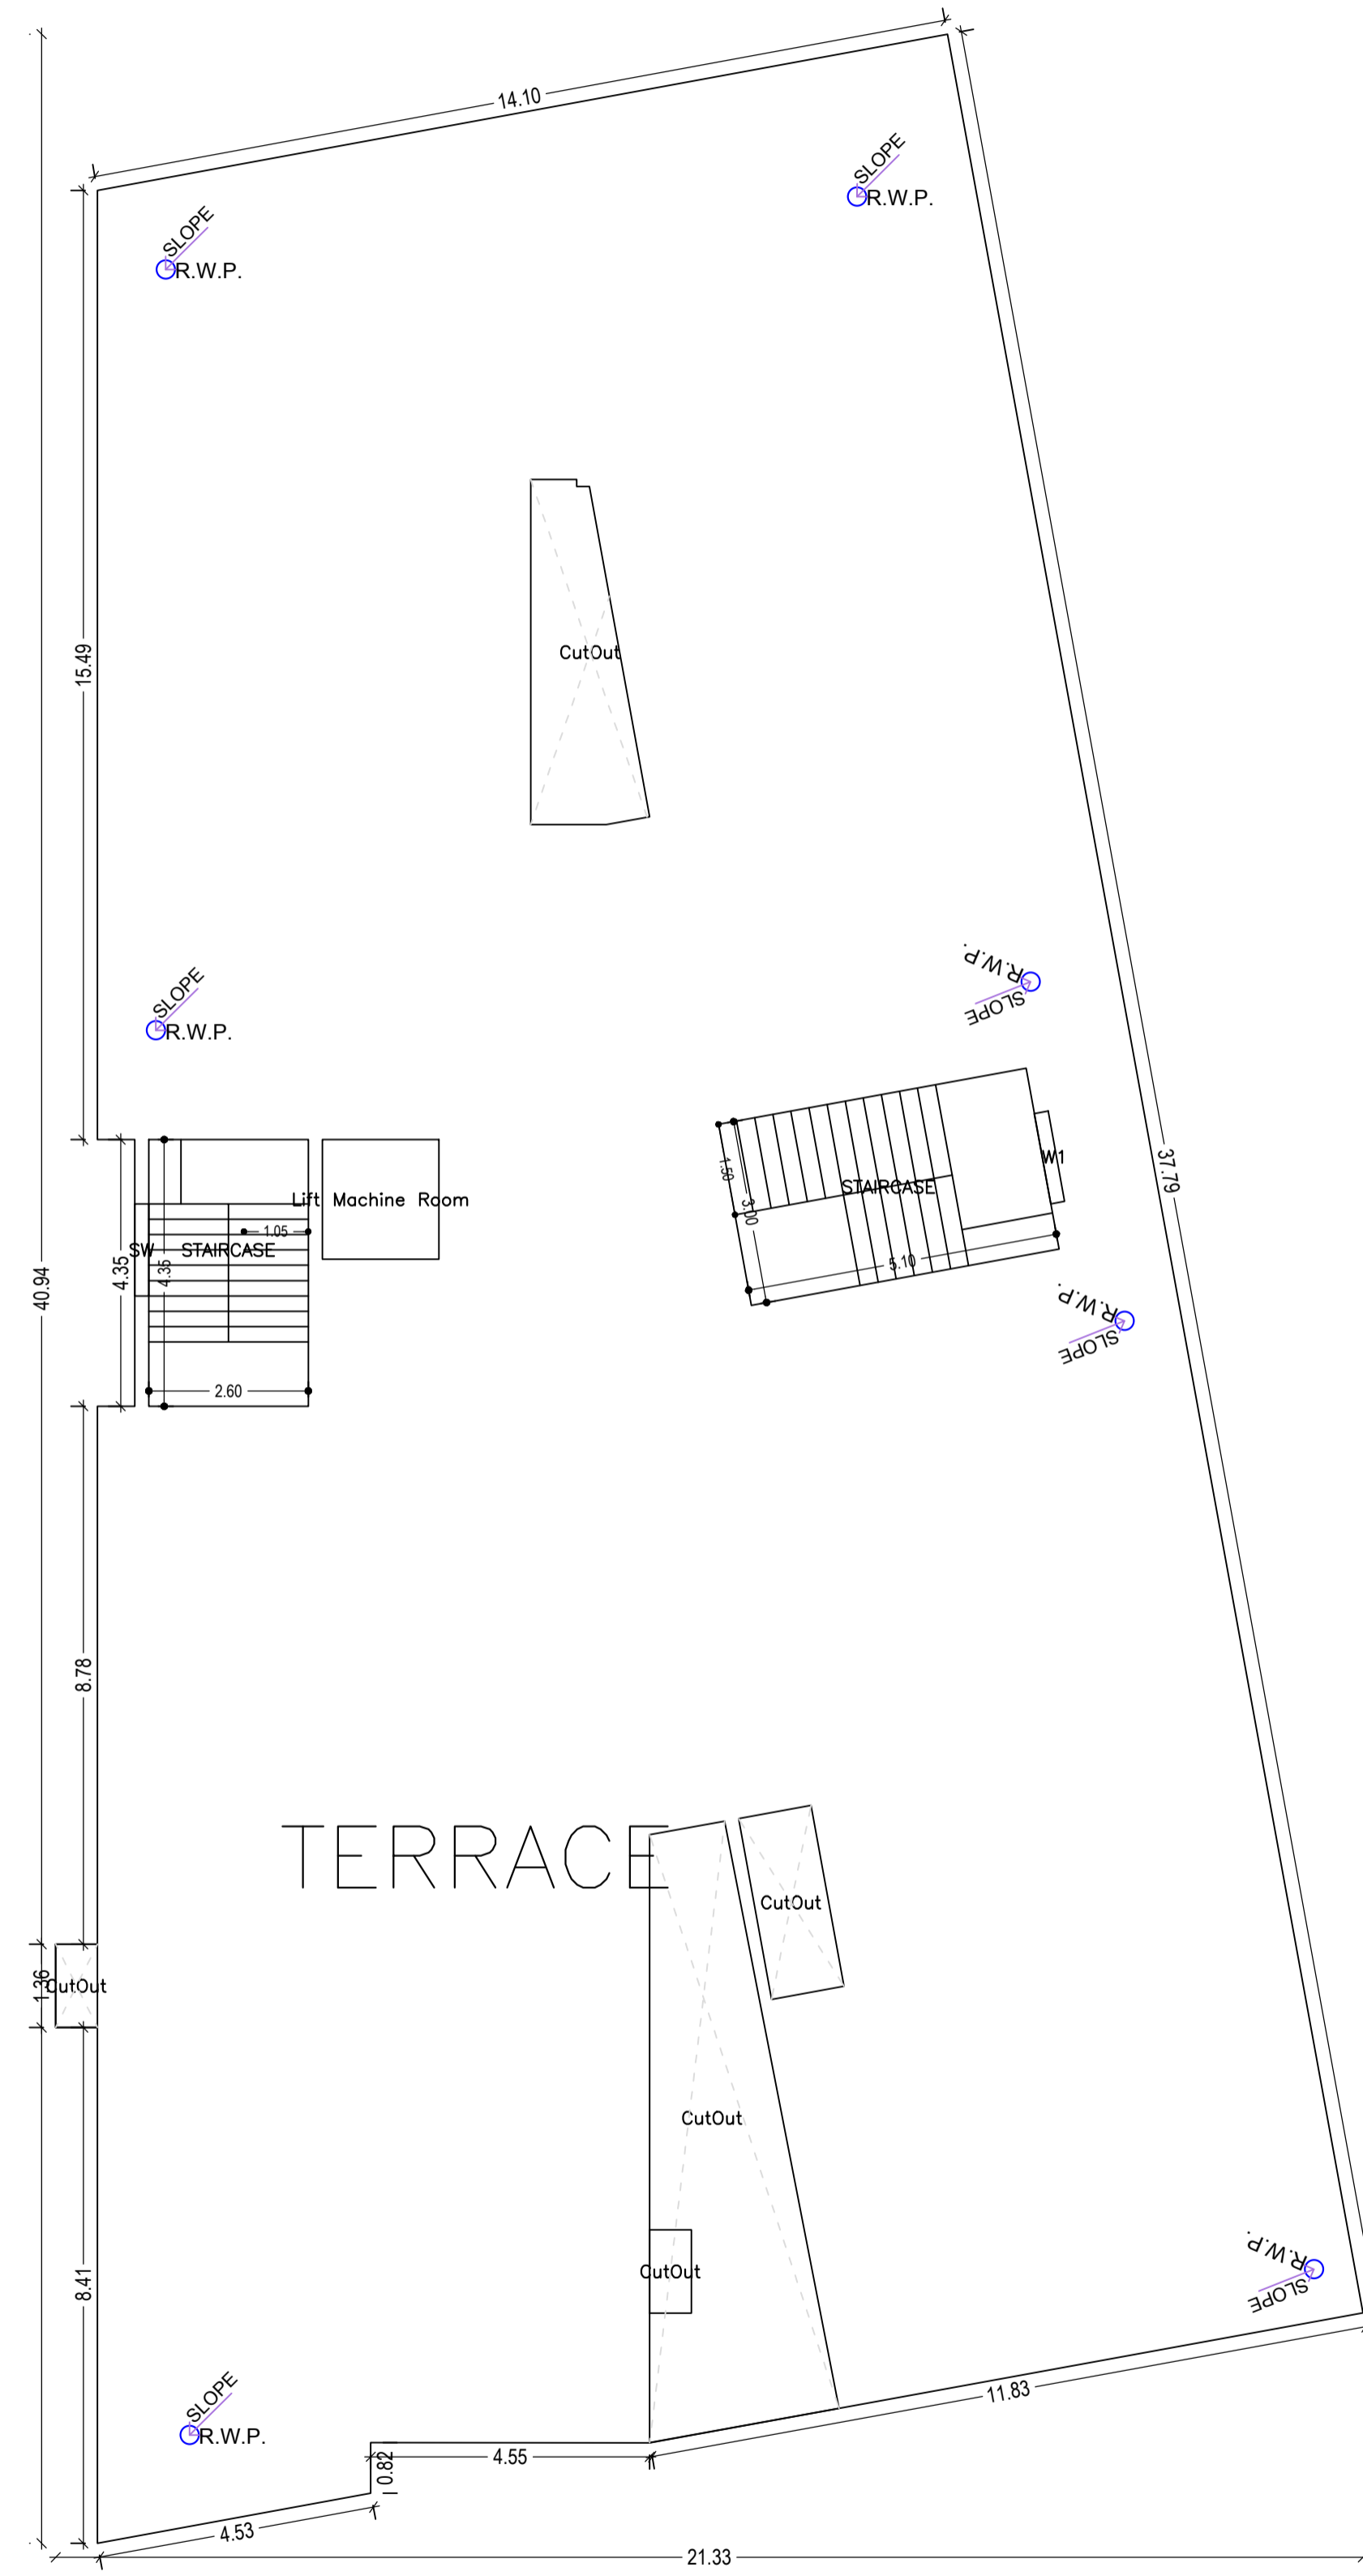 14.10
SLOPE
R.W.P.
SLOPE
R.W.P.
15.49
CutOut
R.W.P.
SLOPE
SLOPE
R.W.P.
37.79
W1
1.50
STAIRCASE
3.00
5.10
Lift Machine Room
1.05
SW STAIRCASE
4.35
4.35
40.94
2.60
R.W.P.
SLOPE
8.78
TERRACE
CutOut
1.36
CutOut
CutOut
8.41
CutOut
R.W.P.
SLOPE
11.83
SLOPE
R.W.P.
4.55
0.82
4.53
21.33